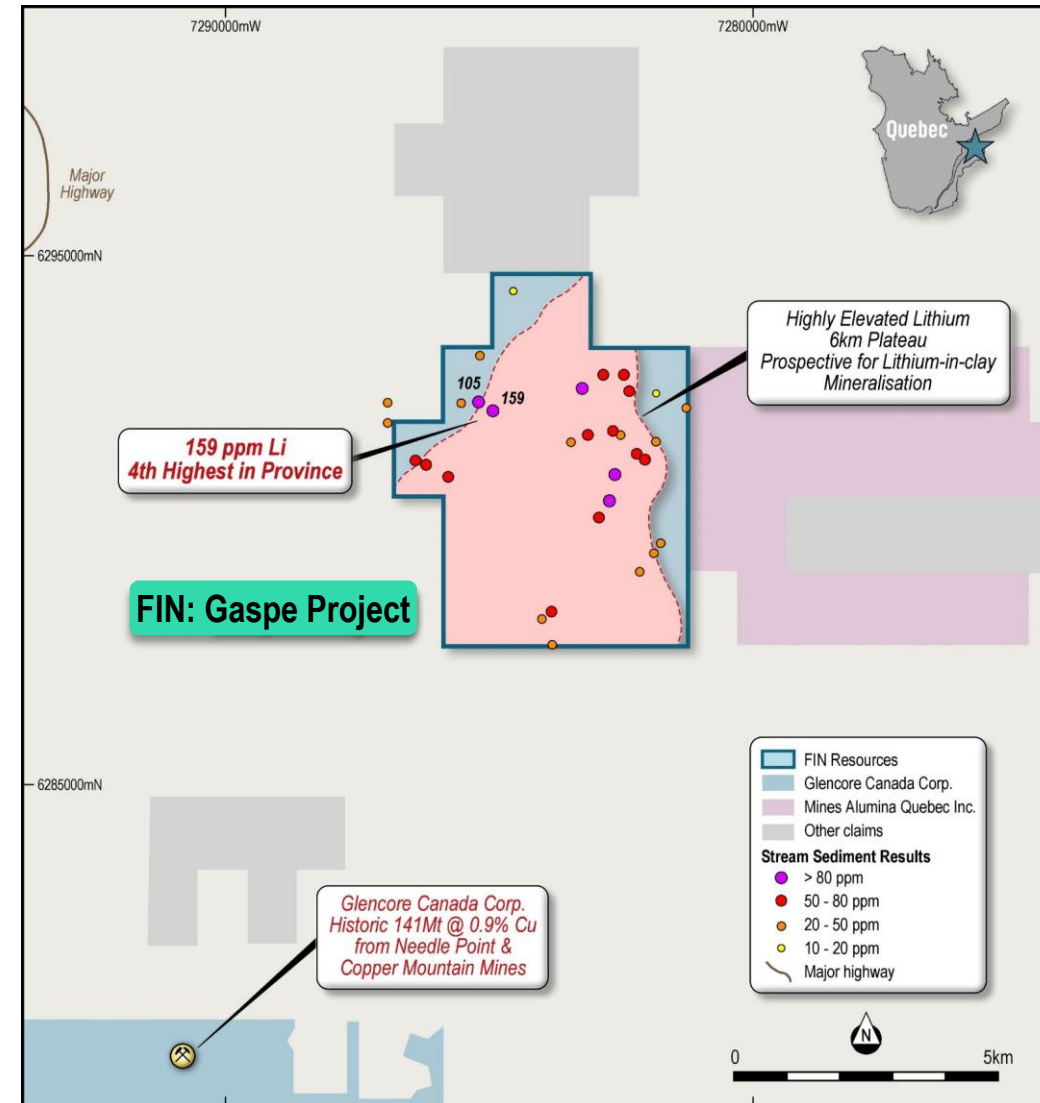 7290000mW
7280000mW
Quebec
Major
Highway
6295000mN
Highly Elevated Lithium
6km Plateau
Prospective for Lithium-in-clay
Mineralisation
105
159
159 ppm Li
4th Highest in Province
FIN: Gaspe Project
6285000mN
FIN Resources
Glencore Canada Corp.
Mines Alumina Quebec Inc.
Other claims
Stream Sediment Results
> 80 ppm
50 - 80 ppm
20 - 50 ppm
10 - 20 ppm
Major highway
Glencore Canada Corp.
Historic 141Mt @ 0.9% Cu
from Needle Point &
Copper Mountain Mines
N
0
5km